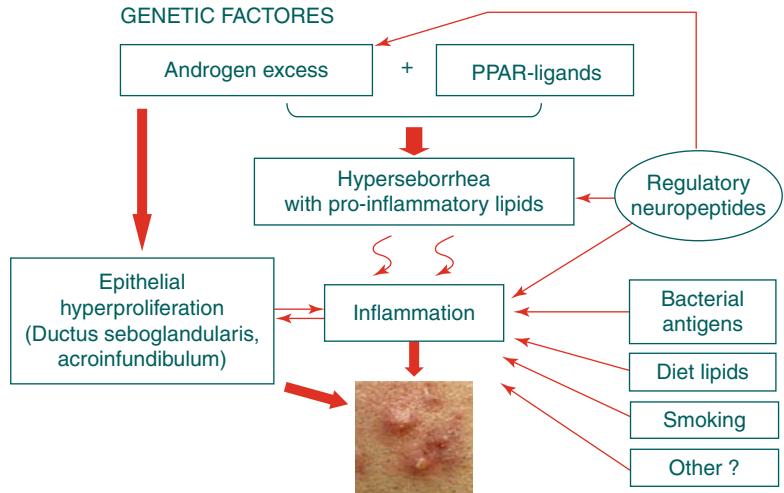 GENETIC FACTORES
Androgen excess
+
PPAR-ligands
Hyperseborrhea
with pro-inflammatory lipids
Regulatory
neuropeptides
Epithelial
hyperproliferation
(Ductus seboglandularis,
acroinfundibulum)
Inflammation
Bacterial
antigens
Diet lipids
Smoking
Other ?